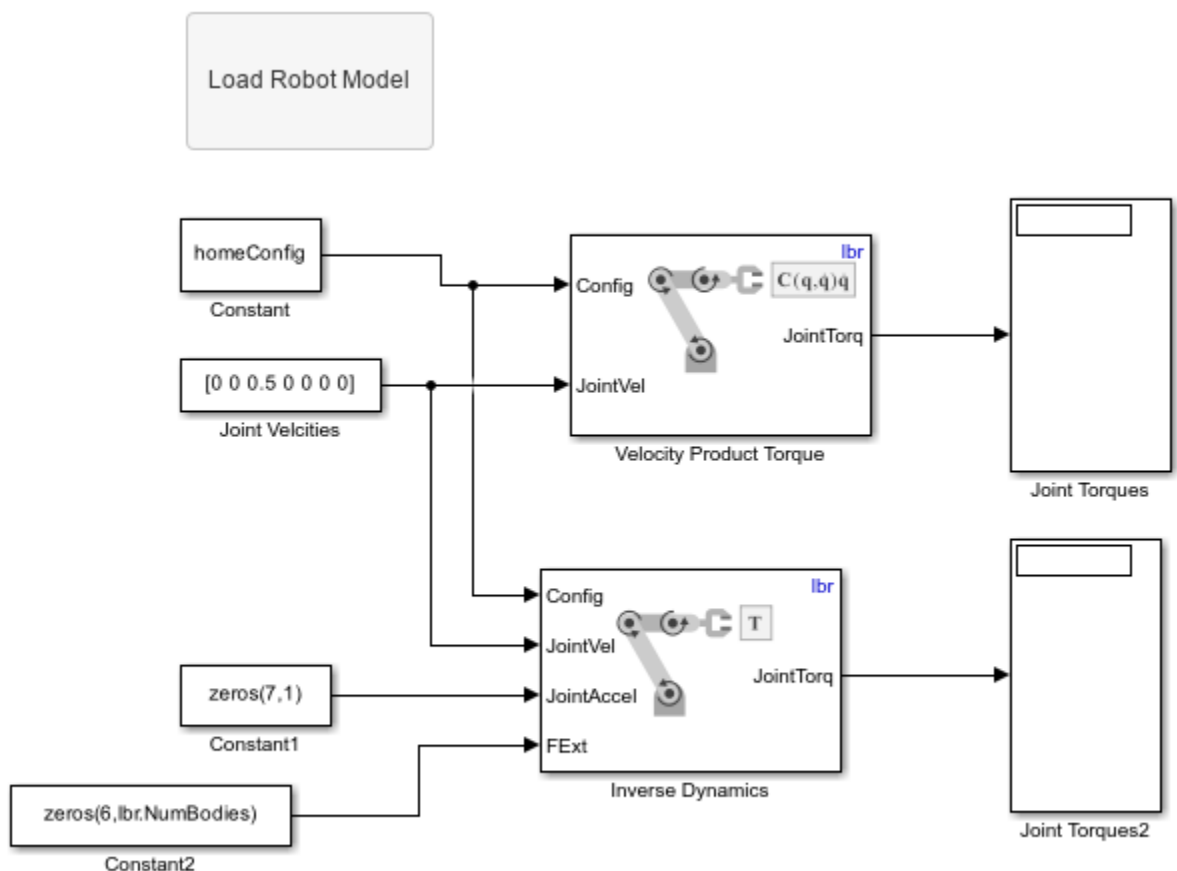 Load Robot Model
homeConfig
Constant
[0 0 0.5 0 0 0 0]
Joint Velcities
lbr
Config
C(q,q̇)q̇
JointTorq
JointVel
Velocity Product Torque
Joint Torques
lbr
Config
T
JointVel
JointTorq
JointAccel
FExt
Inverse Dynamics
zeros(7,1)
Constant1
zeros(6,lbr.NumBodies)
Constant2
Joint Torques2